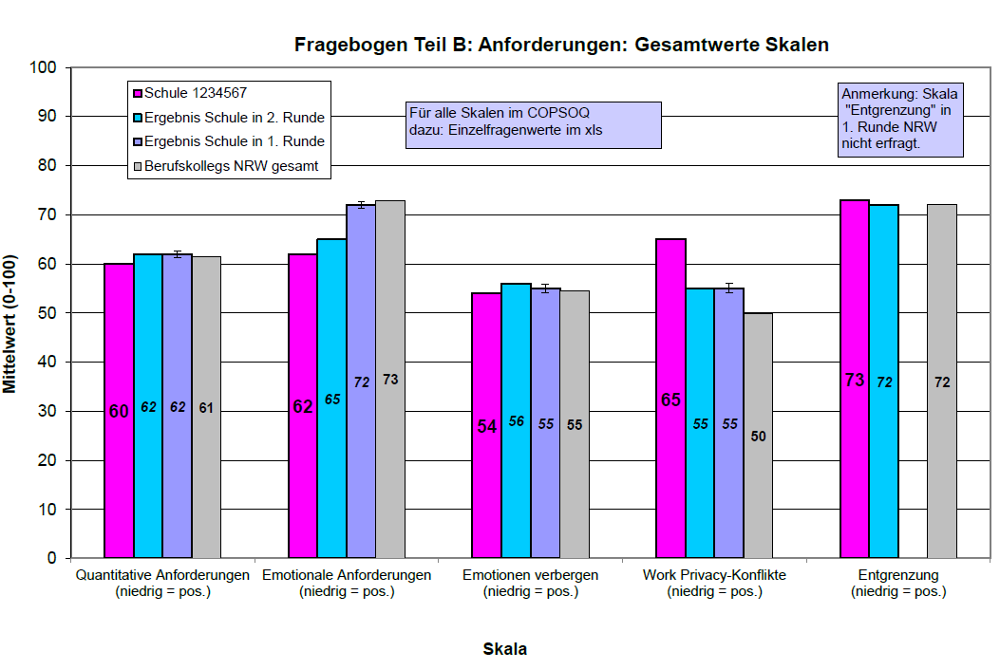 Fragebogen Teil B: Anforderungen: Gesamtwerte Skalen
Mittelwert (0-100)
100
90
80
70
60
50
40
30
20
10
0
Schule 1234567
Ergebnis Schule in 2. Runde
Ergebnis Schule in 1. Runde
Berufskollegs NRW gesamt
Für alle Skalen im COPSOQ
dazu: Einzelfragenwerte im xls
Anmerkung: Skala
"Entgrenzung" in
1. Runde NRW
nicht erfragt.
60 62 62 61
62 65 72 73
54 56 55 55
65 55 55 50
73 72 72
Quantitative Anforderungen
(niedrig = pos.)
Emotionale Anforderungen
(niedrig = pos.)
Emotionen verbergen
(niedrig = pos.)
Work Privacy-Konflikte
(niedrig = pos.)
Entgrenzung
(niedrig = pos.)
Skala